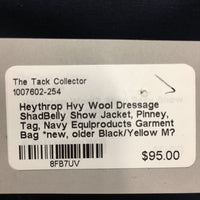 The Tack Collector
1007602-254
Heythrop Hvy Wool Dressage
ShadBelly Show Jacket, Pinney,
Tag, Navy Equiproducts Garment
Bag *new, older Black/Yellow M?
8FB7UV
$95.00